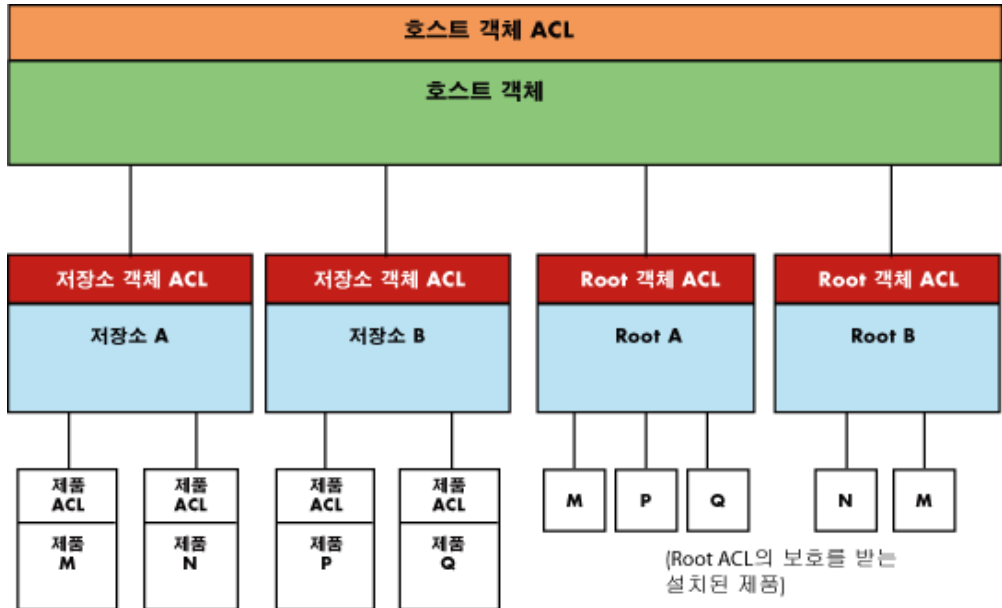 호스트 객체 ACL
호스트 객체
저장소 객체 ACL
저장소 객체 ACL
Root 객체 ACL
Root 객체 ACL
저장소 A
저장소 B
Root A
Root B
제품
ACL
제품
M
제품
ACL
제품
N
제품
ACL
제품
P
제품
ACL
제품
Q
M
P
Q
N
M
(Root ACL의 보호를 받는
설치된 제품)